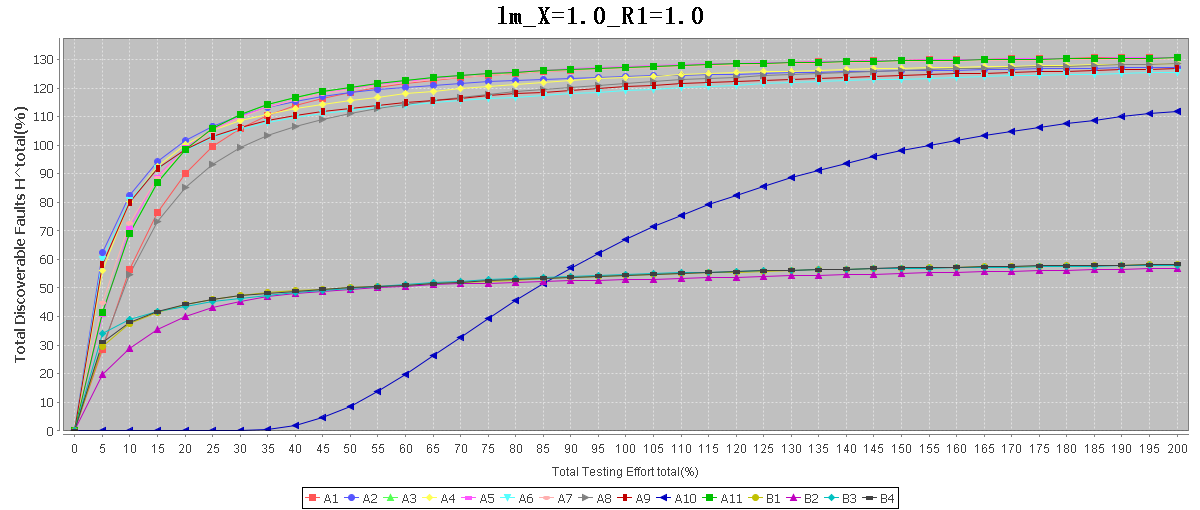 lm_X=1.0_R1=1.0
Total Discoverable Faults H^total(%)
130
120
110
100
90
80
70
60
50
40
30
20
10
0
0 5 10 15 20 25 30 35 40 45 50 55 60 65 70 75 80 85 90 95 100 105 110 115 120 125 130 135 140 145 150 155 160 165 170 175 180 185 190 195 200
Total Testing Effort total(%)
A1 A2 A3 A4 A5 A6 A7 A8 A9 A10 A11 B1 B2 B3 B4